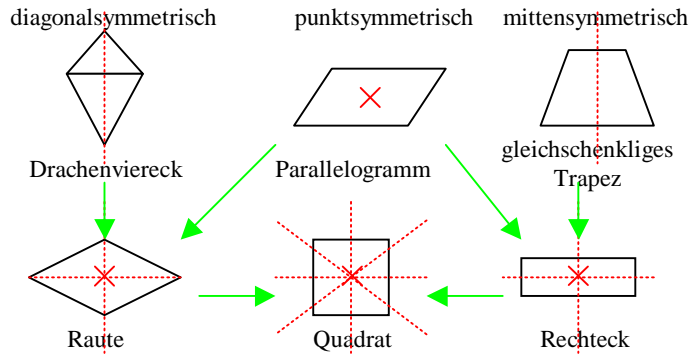 diagonalsymmetrisch
punktsymmetrisch
mittensymmetrisch
Drachenviereck
Parallelogramm
gleichschenkliges
Trapez
Raute
Quadrat
Rechteck